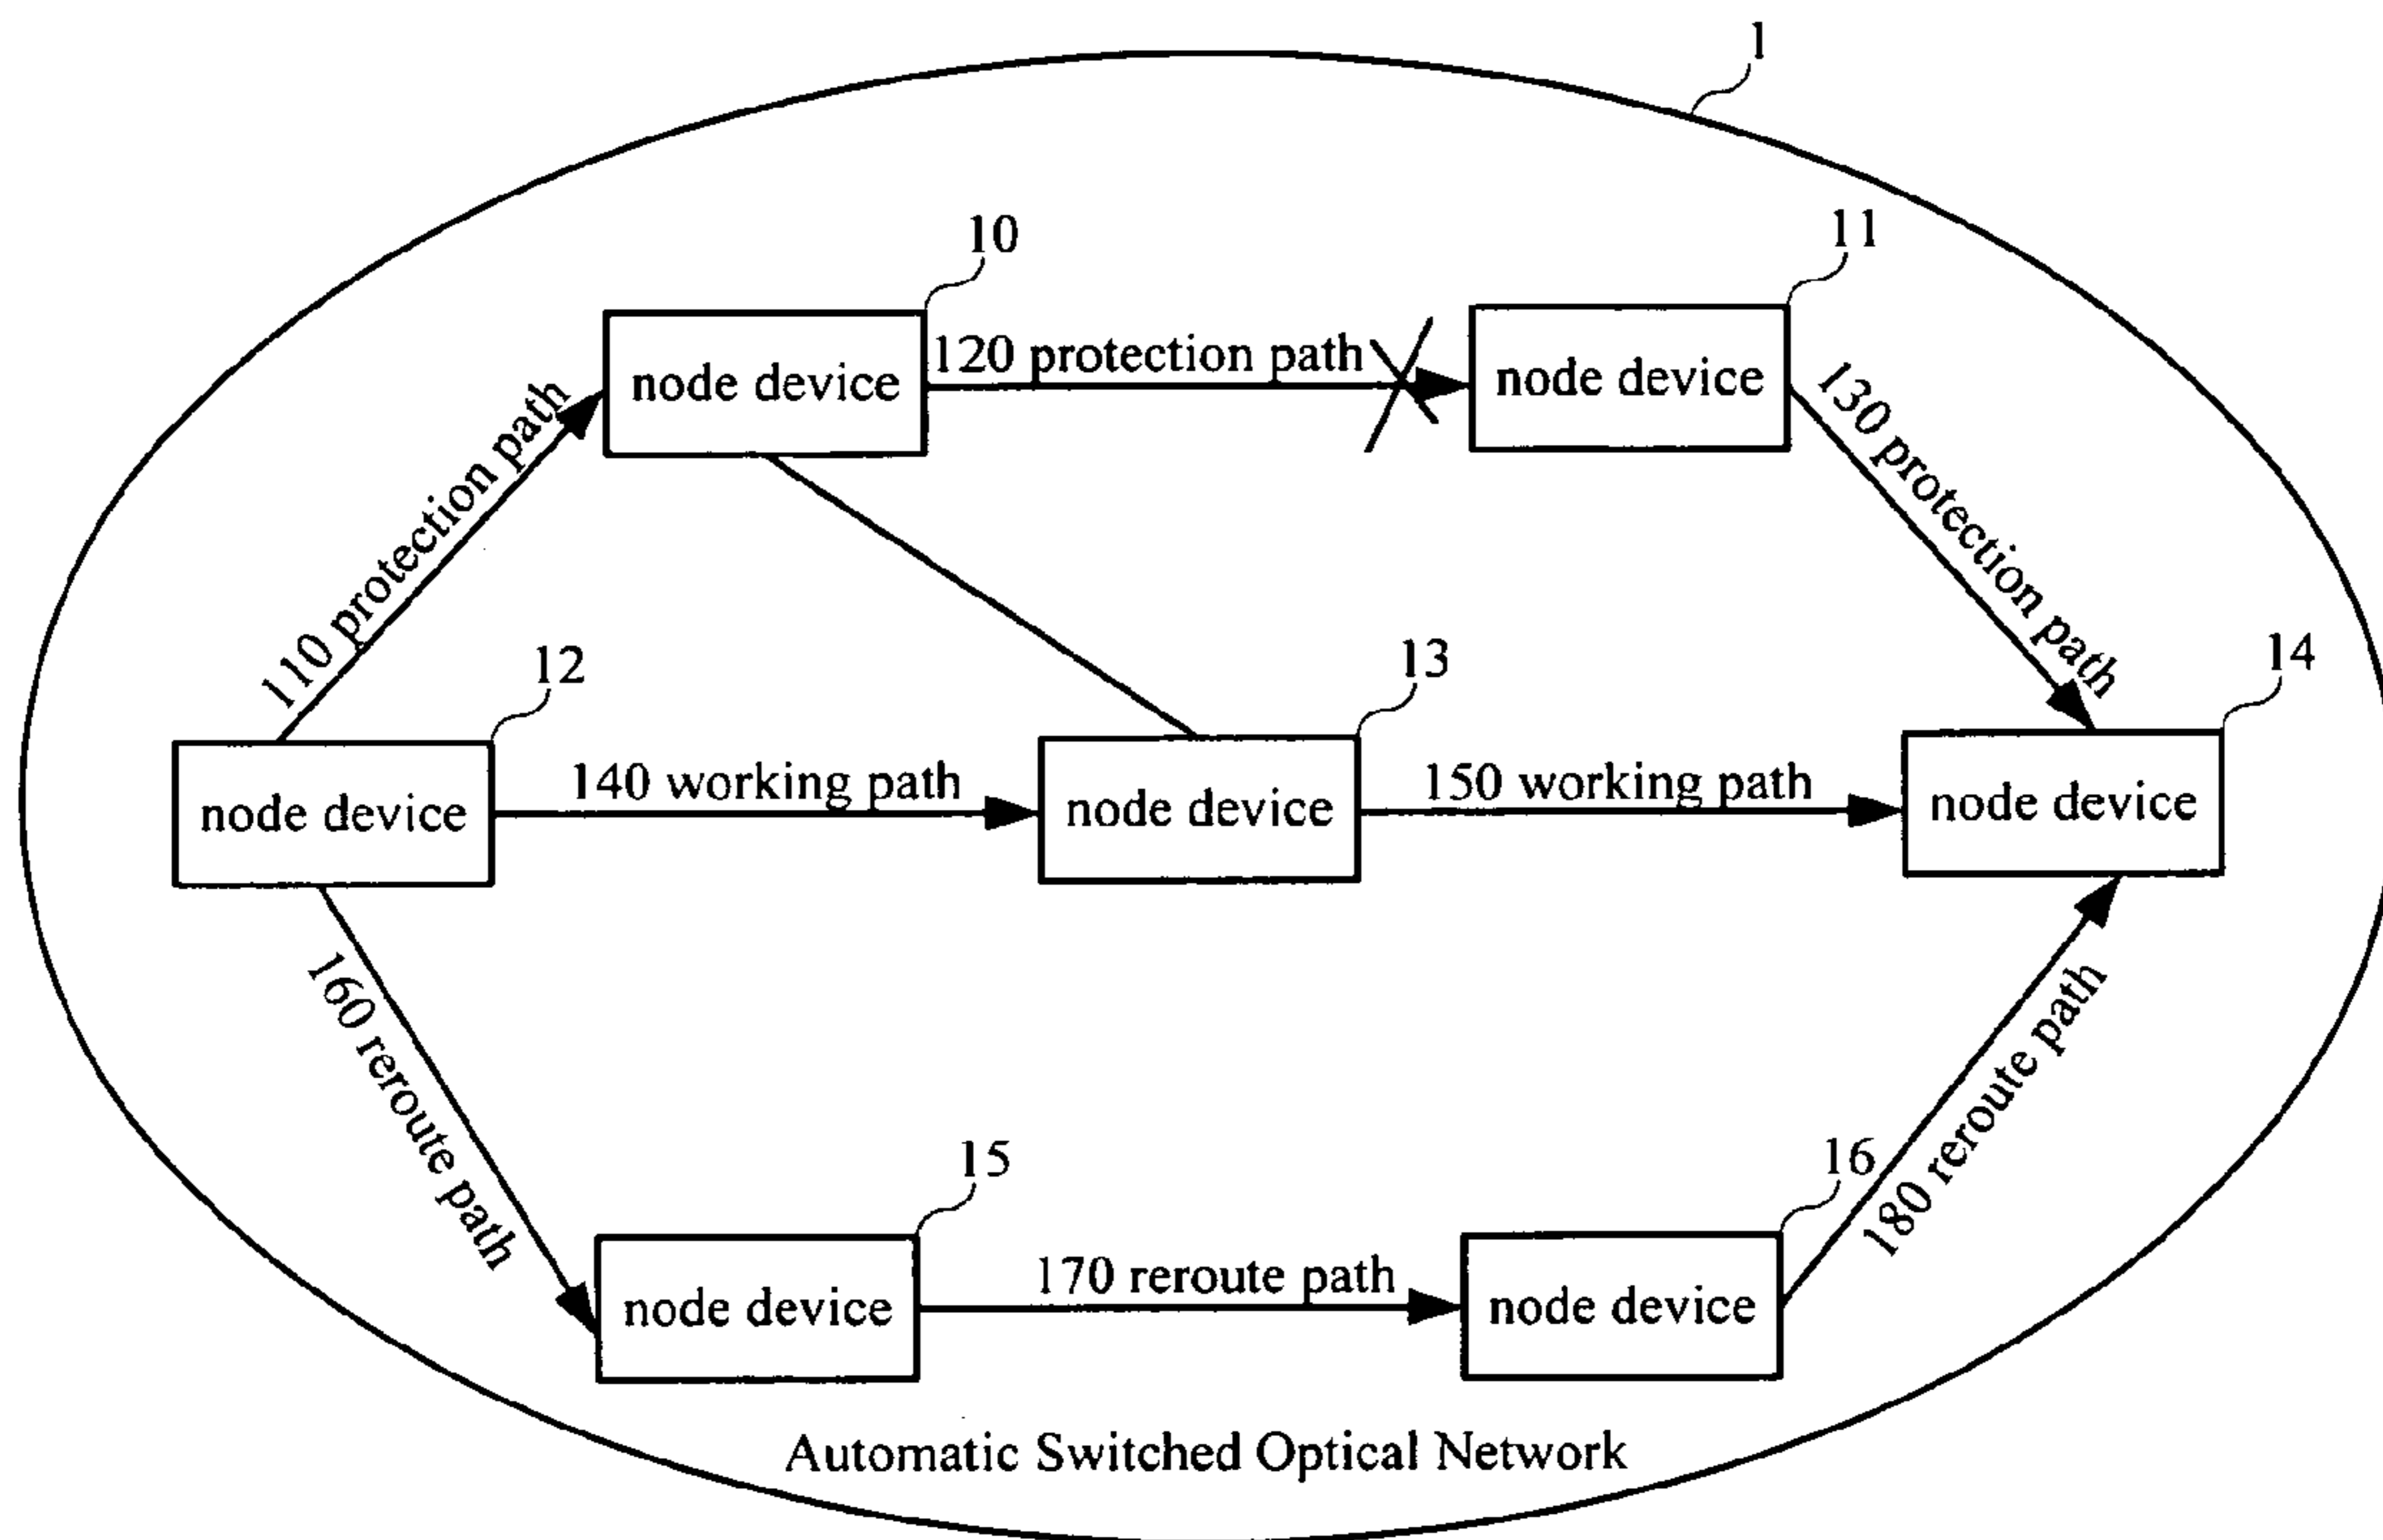 1
10
11
node device
120 protection path
node device
110 protection path
130 protection path
12
13
14
node device
140 working path
node device
150 working path
node device
160 reroute path
15
16
180 reroute path
node device
170 reroute path
node device
Automatic Switched Optical Network